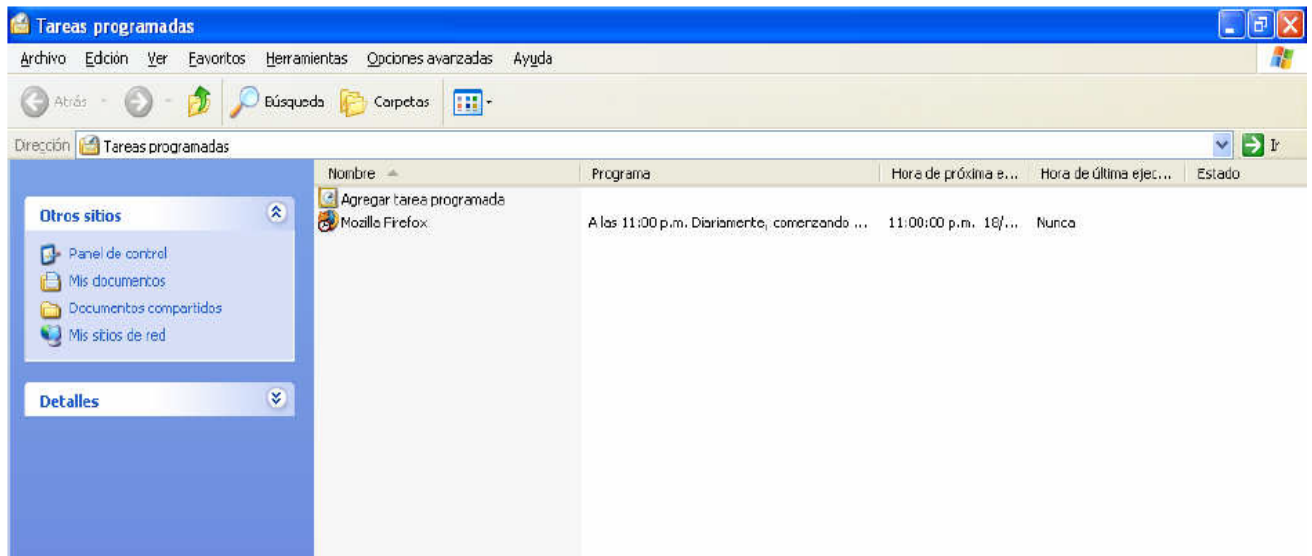 Tareas programadas
Archivo Edición Ver Favoritos Herramientas Opciones avanzadas Ayuda
Atrás Búsqueda Carpetas
Dirección Tareas programadas Ir
Nombre Programa Hora de próxima e... Hora de última ejec... Estado
Agregar tarea programada
Mozilla Firefox A las 11:00 p.m. Diariamente, comenzando ... 11:00:00 p.m. 18/... Nunca
Otros sitios
Panel de control
Mis documentos
Documentos compartidos
Mis sitios de red
Detalles